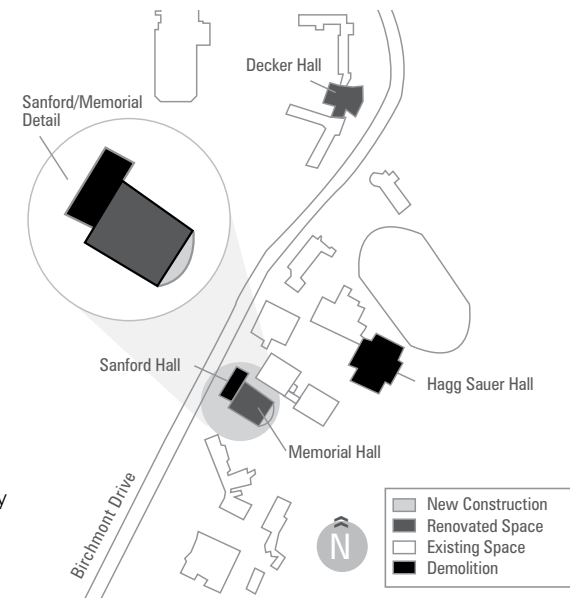 Decker Hall
Sanford/Memorial
Detail
Sanford Hall
Hagg Sauer Hall
Memorial Hall
y
Birchmont Drive
N
New Construction
Renovated Space
Existing Space
Demolition